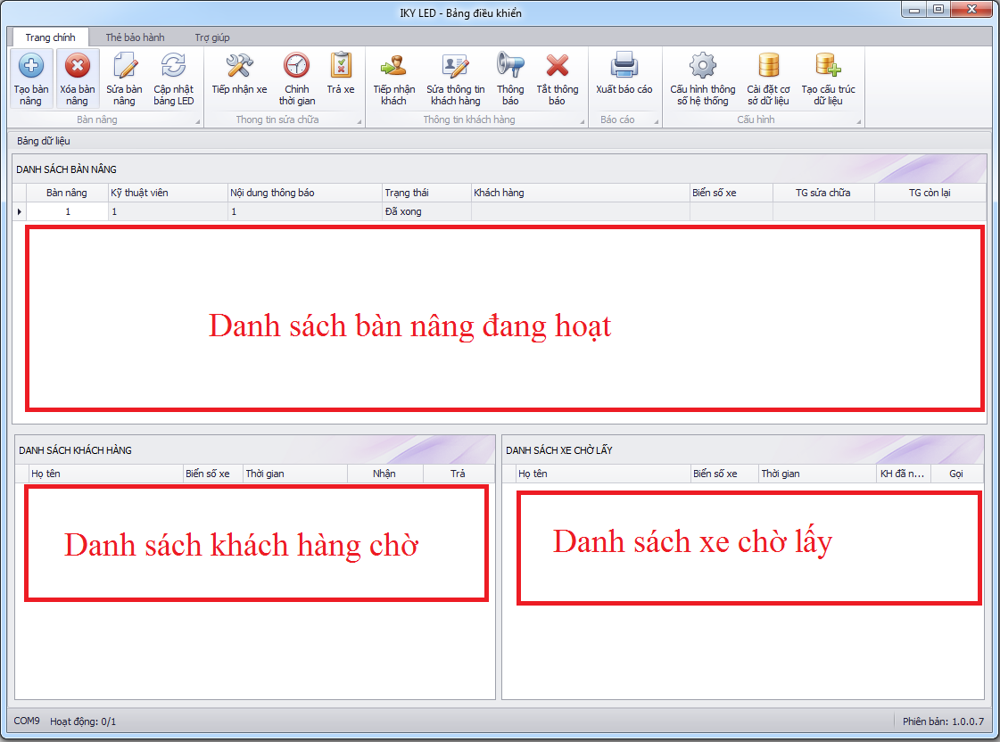 IKY LED - Bảng điều khiển
Trang chính
Thẻ bảo hành
Trợ giúp
Tạo bàn nâng
Xóa bàn nâng
Sửa bàn nâng
Cập nhật bảng LED
Bàn nâng
Tiếp nhận xe
Chinh thời gian
Trả xe
Thong tin sửa chữa
Tiếp nhận khách
Sửa thông tin khách hàng
Thông báo
Tắt thông báo
Thông tin khách hàng
Xuất báo cáo
Báo cáo
Cấu hình thông số hệ thống
Cài đặt cơ sở dữ liệu
Tạo cấu trúc dữ liệu
Cấu hình
Bảng dữ liệu
DANH SÁCH BÀN NÂNG
Bàn nâng Kỹ thuật viên Nội dung thông báo Trạng thái Khách hàng Biển số xe TG sửa chữa TG còn lại
1 1 1 Đã xong
Danh sách bàn nâng đang hoạt
DANH SÁCH KHÁCH HÀNG
Họ tên Biển số xe Thời gian Nhận Trả
Danh sách khách hàng chờ
DANH SÁCH XE CHỜ LẤY
Họ tên Biển số xe Thời gian KH đã n... Gọi
Danh sách xe chờ lấy
COM9 Hoạt động: 0/1
Phiên bản: 1.0.0.7